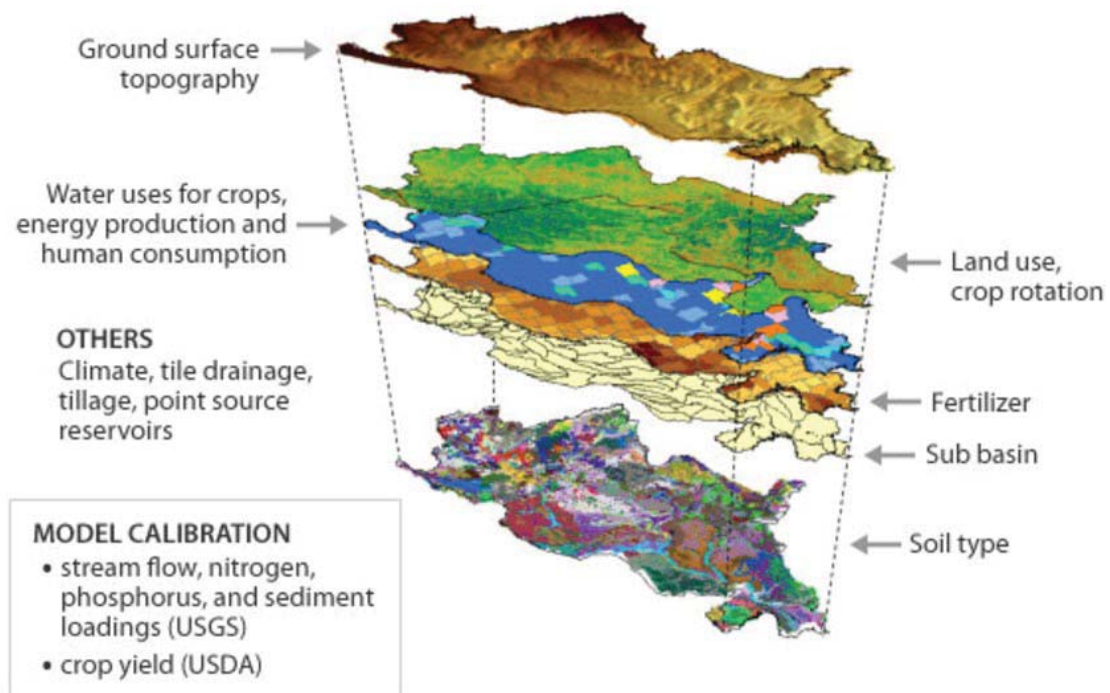 Ground surface
topography
Water uses for crops,
energy production and
human consumption
Land use,
crop rotation
OTHERS
Climate, tile drainage,
tillage, point source
reservoirs
Fertilizer
Sub basin
Soil type
MODEL CALIBRATION
• stream flow, nitrogen,
phosphorus, and sediment
loadings (USGS)
• crop yield (USDA)